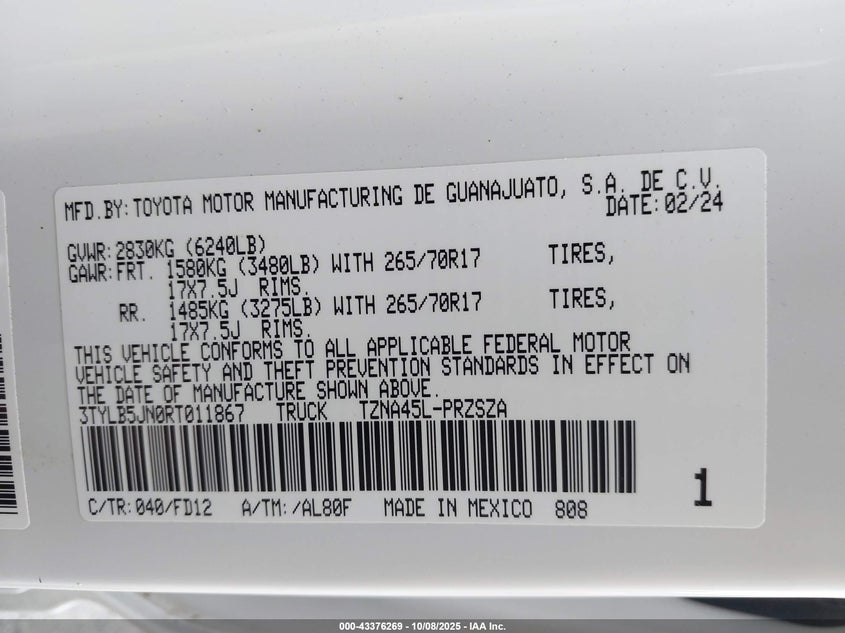 MFD.BY:TOYOTA MOTOR MANUFACTURING DE GUANAJUATO, S.A. DE C.V.
DATE:02/24
GVWR:2830KG (6240LB)
GAWR:FRT. 1580KG (3480LB) WITH 265/70R17 TIRES,
17X7.5J RIMS.
RR. 1485KG (3275LB) WITH 265/70R17 TIRES,
17X7.5J RIMS.
THIS VEHICLE CONFORMS TO ALL APPLICABLE FEDERAL MOTOR
VEHICLE SAFETY AND THEFT PREVENTION STANDARDS IN EFFECT ON
THE DATE OF MANUFACTURE SHOWN ABOVE.
3TYLB5JN0RT011867 TRUCK TZNA45L-PRZSZA
1
C/TR:040/FD12 A/TM:/AL80F MADE IN MEXICO 808
000-43376269 - 10/08/2025 - IAA Inc.